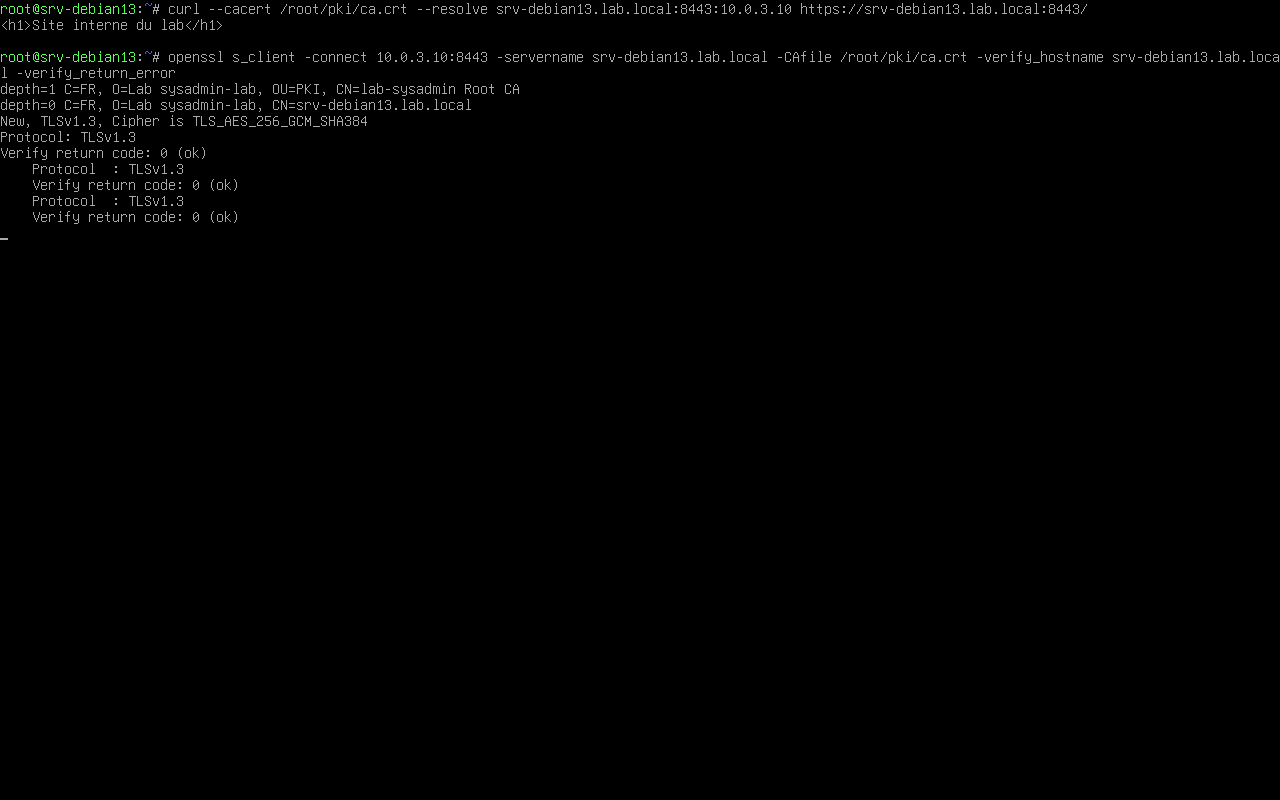 root@srv-debian13:~# curl --cacert /root/pki/ca.crt --resolve srv-debian13.lab.local:8443:10.0.3.10 https://srv-debian13.lab.local:8443/
<h1>Site interne du lab</h1>
root@srv-debian13:~# openssl s_client -connect 10.0.3.10:8443 -servername srv-debian13.lab.local -CAfile /root/pki/ca.crt -verify_hostname srv-debian13.lab.loca
l -verify_return_error
depth=1 C=FR, O=Lab sysadmin-lab, OU=PKI, CN=lab-sysadmin Root CA
depth=0 C=FR, O=Lab sysadmin-lab, CN=srv-debian13.lab.local
New, TLSv1.3, Cipher is TLS_AES_256_GCM_SHA384
Protocol: TLSv1.3
Verify return code: 0 (ok)
    Protocol  : TLSv1.3
    Verify return code: 0 (ok)
    Protocol  : TLSv1.3
    Verify return code: 0 (ok)